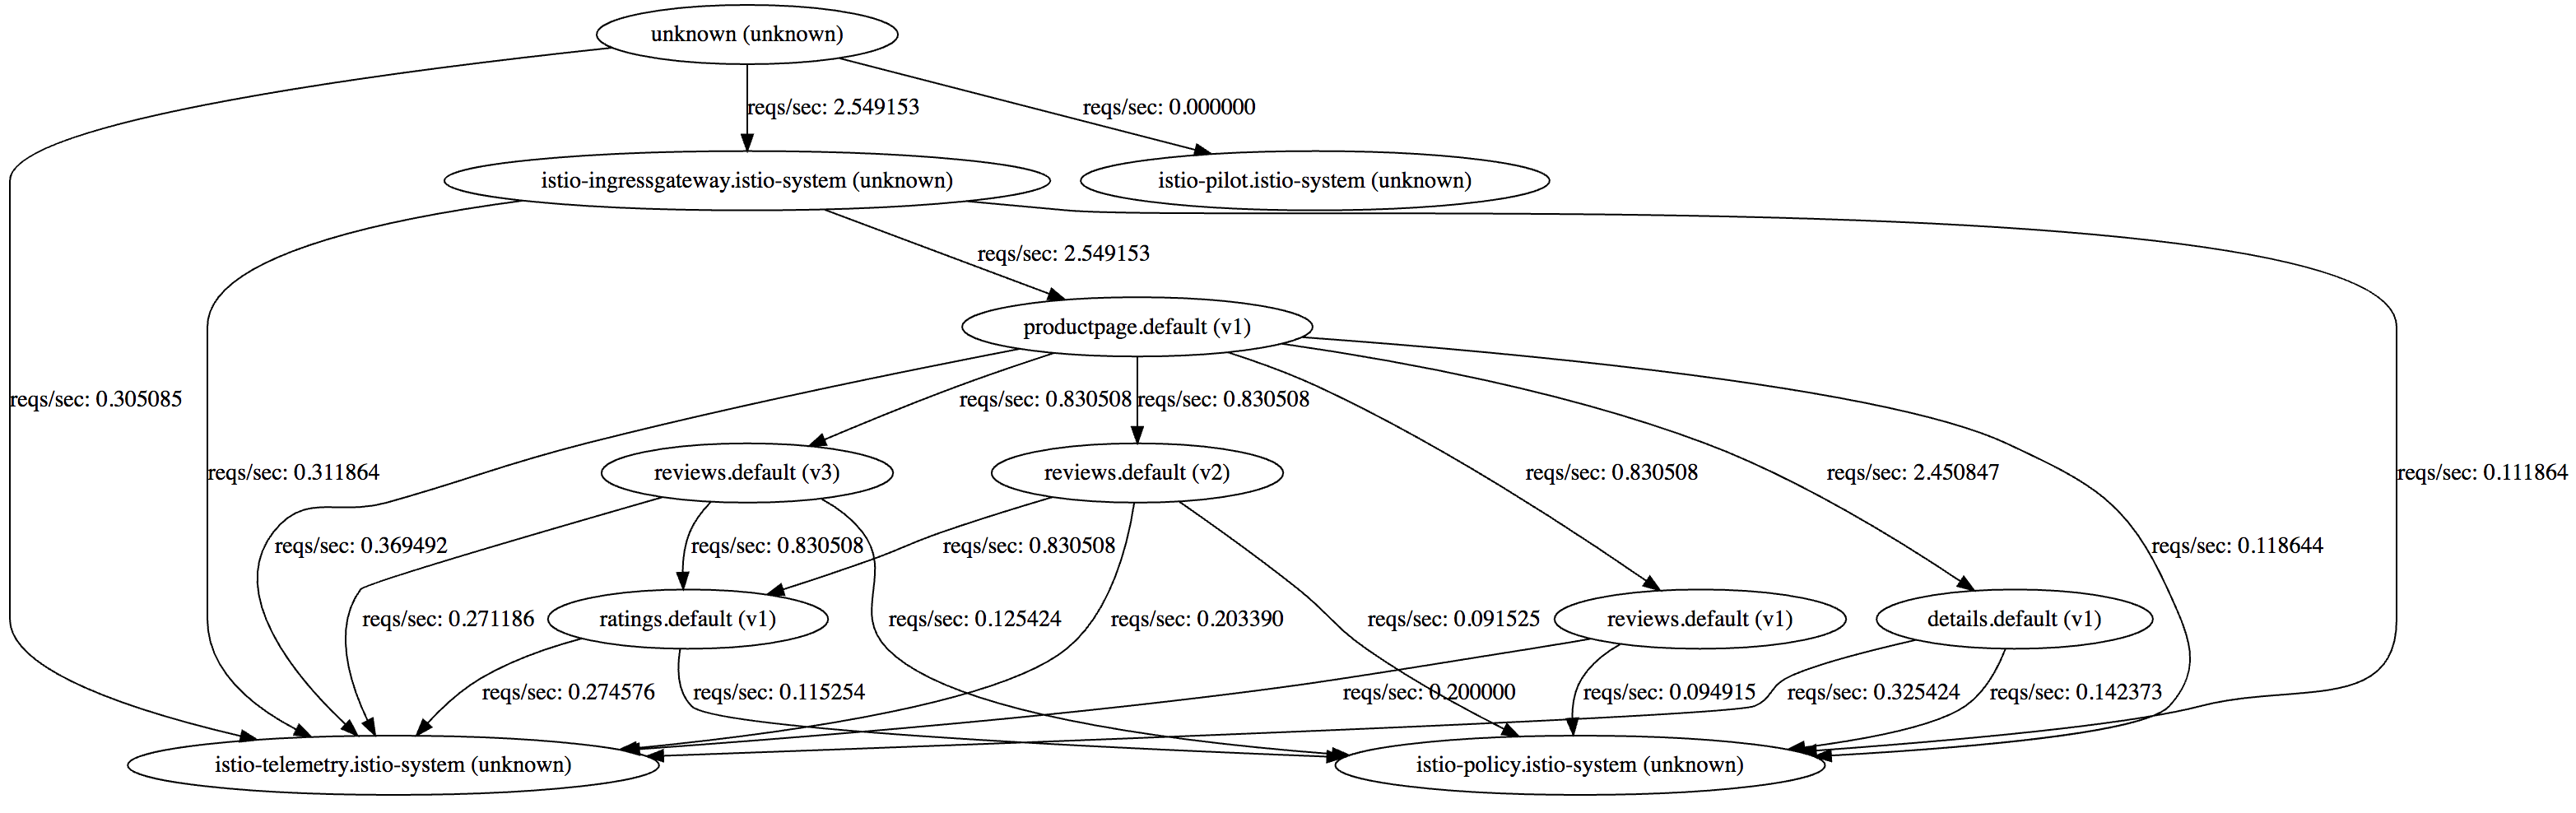 unknown (unknown)
reqs/sec: 2.549153
reqs/sec: 0.000000
istio-ingressgateway.istio-system (unknown)
istio-pilot.istio-system (unknown)
reqs/sec: 2.549153
productpage.default (v1)
reqs/sec: 0.305085
reqs/sec: 0.830508
reqs/sec: 0.830508
reqs/sec: 0.311864
reviews.default (v3)
reviews.default (v2)
reqs/sec: 0.830508
reqs/sec: 2.450847
reqs/sec: 0.111864
reqs/sec: 0.369492
reqs/sec: 0.830508
reqs/sec: 0.830508
reqs/sec: 0.118644
reqs/sec: 0.271186
ratings.default (v1)
reqs/sec: 0.125424
reqs/sec: 0.203390
reqs/sec: 0.091525
reviews.default (v1)
details.default (v1)
reqs/sec: 0.274576
reqs/sec: 0.115254
reqs/sec: 0.200000
reqs/sec: 0.094915
reqs/sec: 0.325424
reqs/sec: 0.142373
istio-telemetry.istio-system (unknown)
istio-policy.istio-system (unknown)